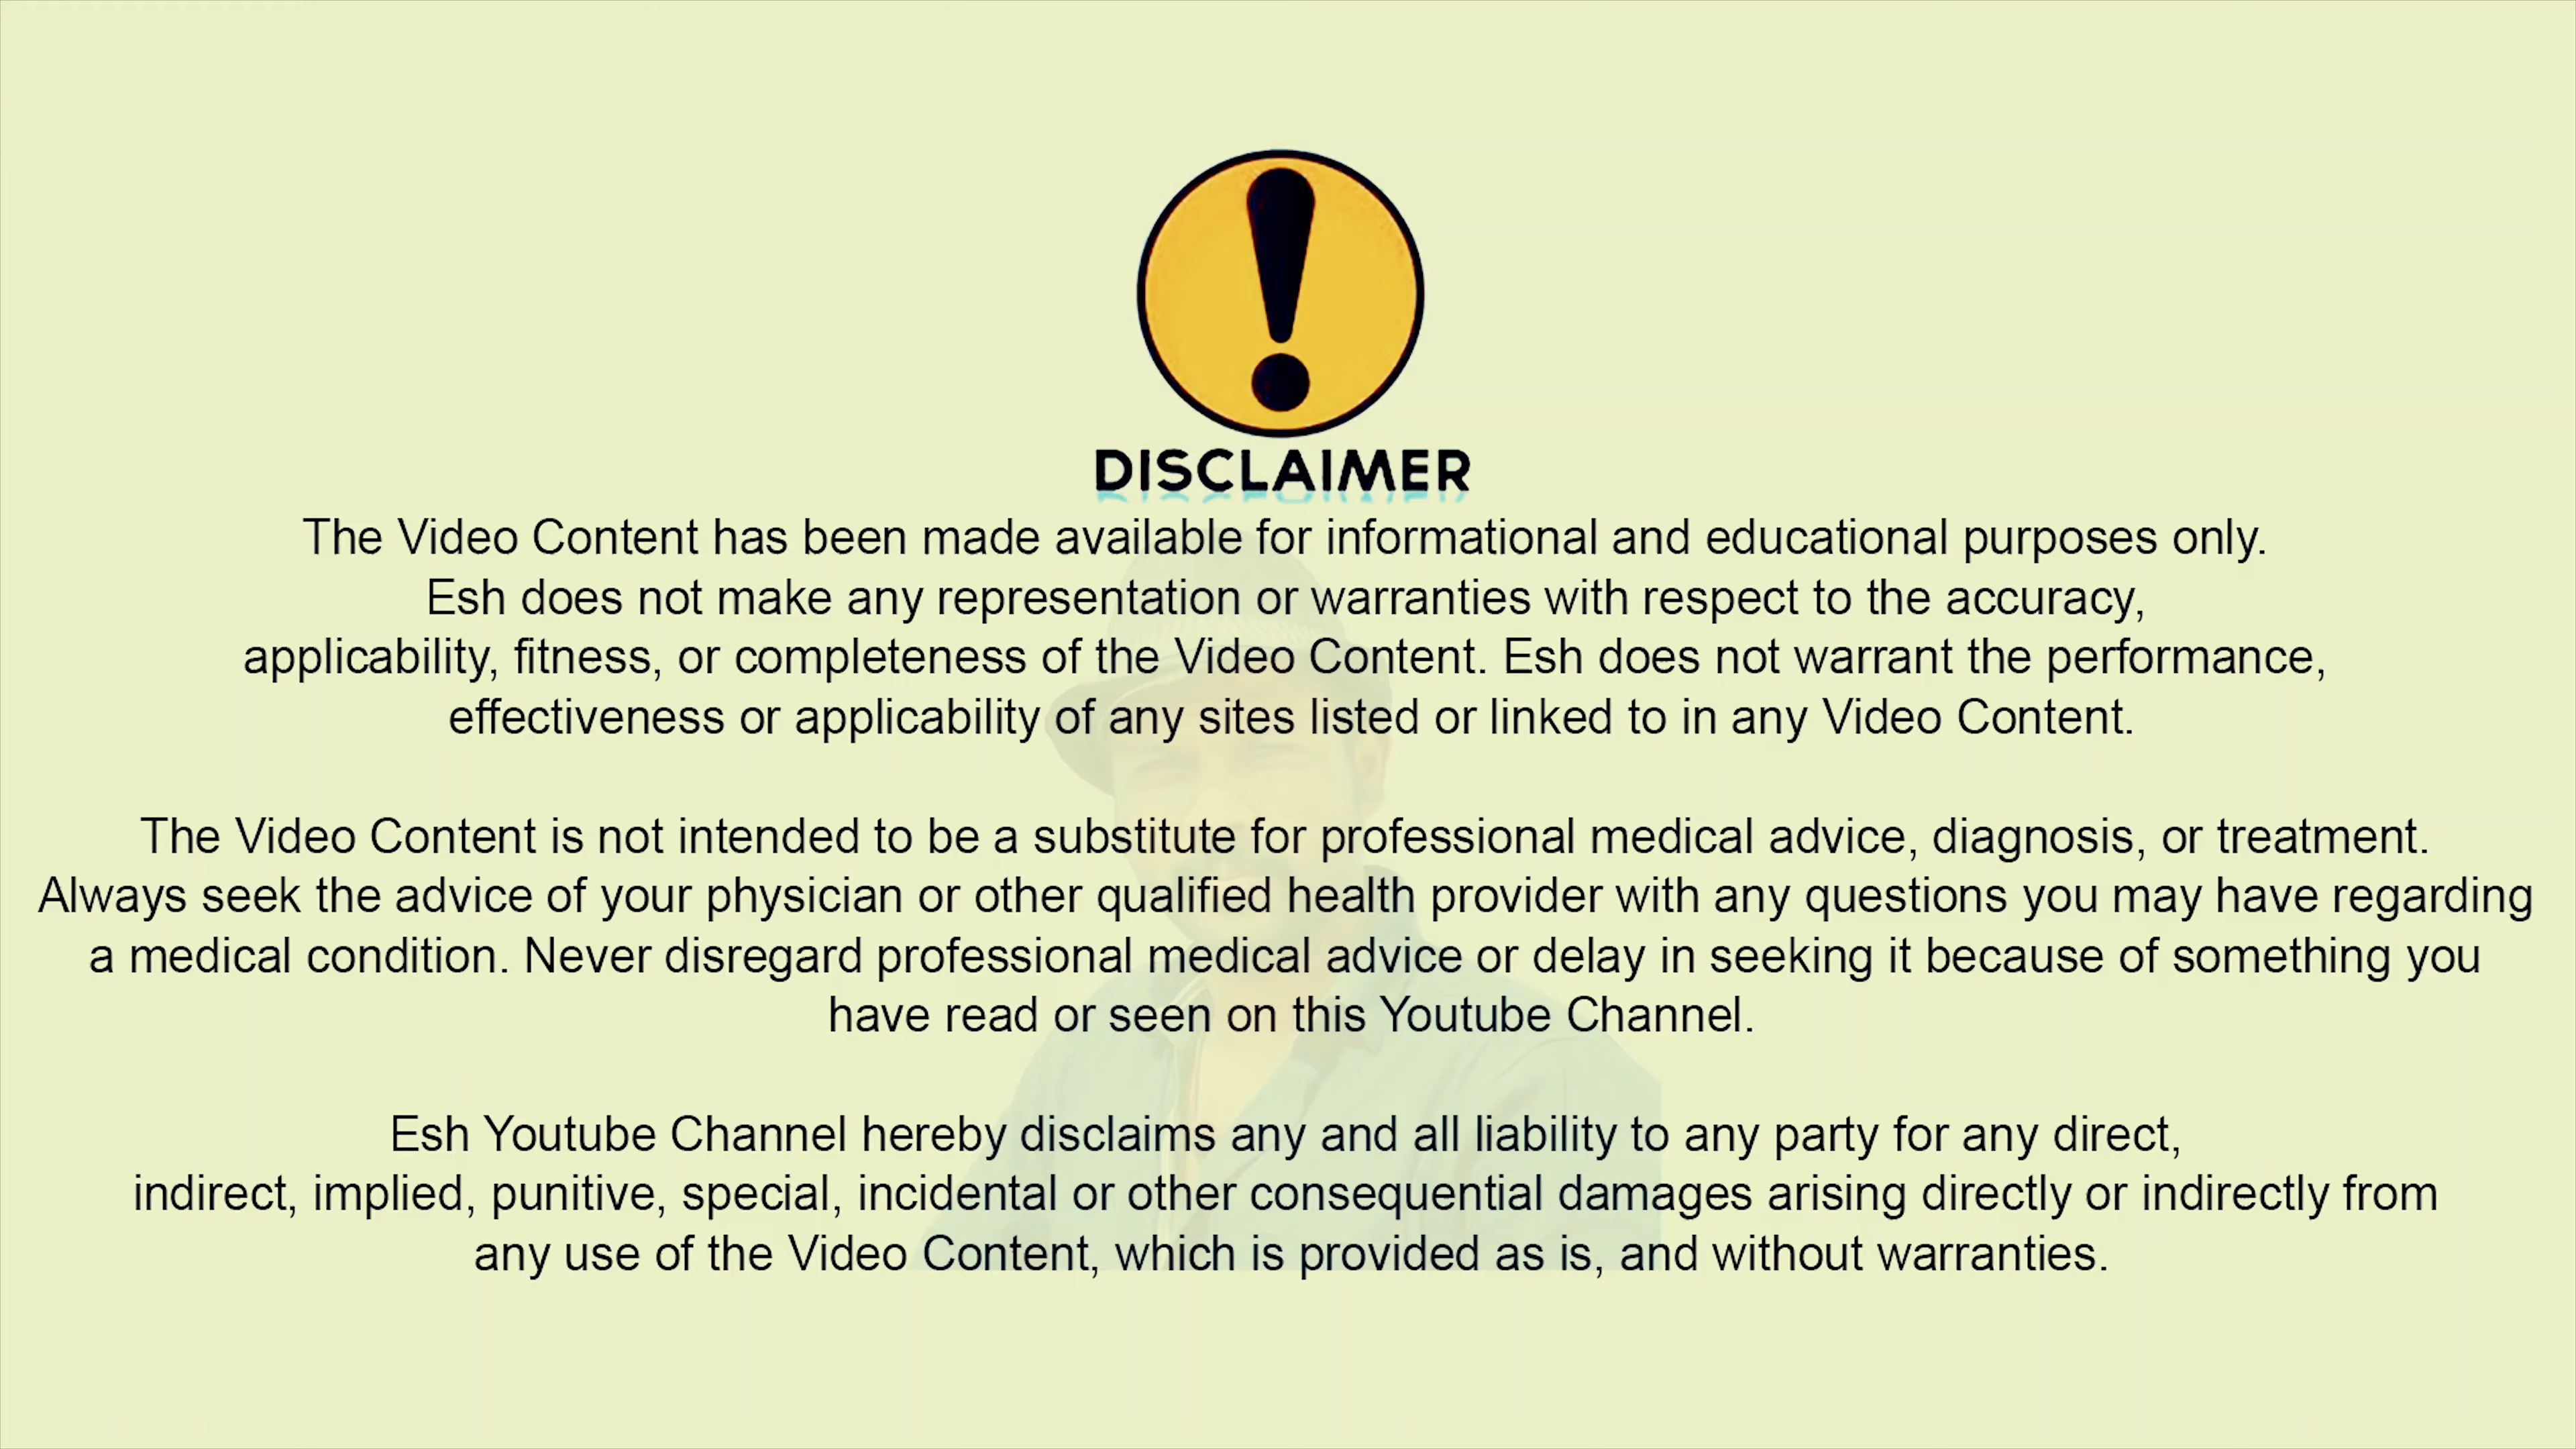 DISCLAIMER
The Video Content has been made available for informational and educational purposes only.
Esh does not make any representation or warranties with respect to the accuracy,
applicability, fitness, or completeness of the Video Content. Esh does not warrant the performance,
effectiveness or applicability of any sites listed or linked to in any Video Content.
The Video Content is not intended to be a substitute for professional medical advice, diagnosis, or treatment.
Always seek the advice of your physician or other qualified health provider with any questions you may have regarding
a medical condition. Never disregard professional medical advice or delay in seeking it because of something you
have read or seen on this Youtube Channel.
Esh Youtube Channel hereby disclaims any and all liability to any party for any direct,
indirect, implied, punitive, special, incidental or other consequential damages arising directly or indirectly from
any use of the Video Content, which is provided as is, and without warranties.